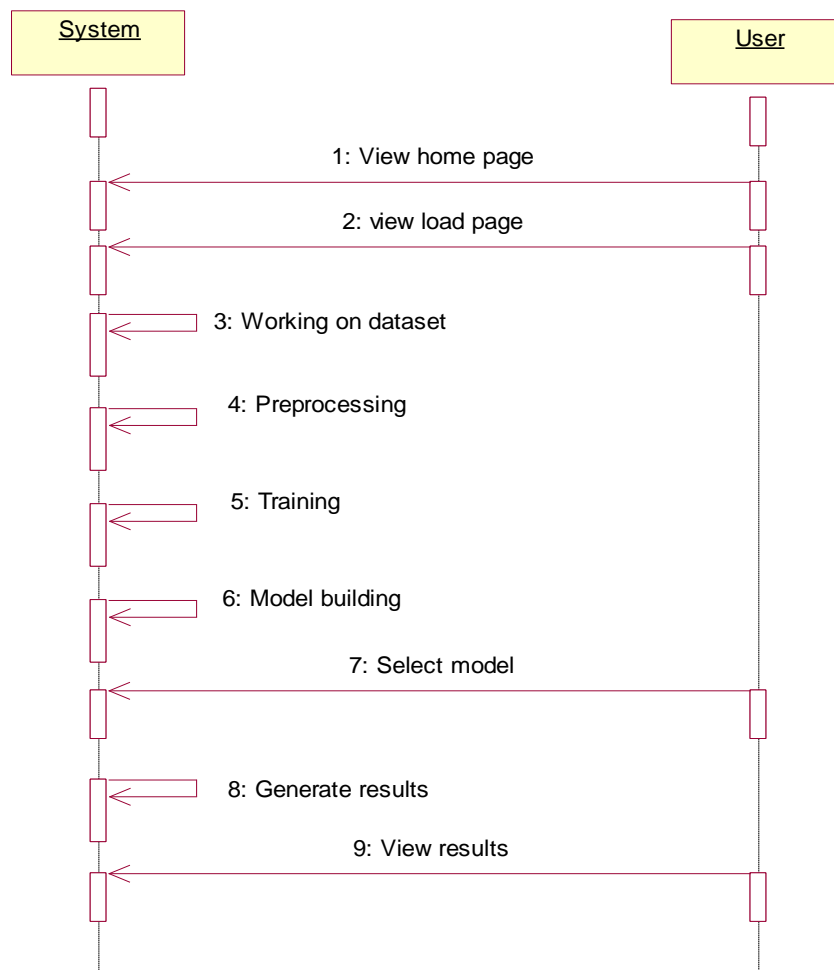 System
User
1: View home page
2: view load page
3: Working on dataset
4: Preprocessing
5: Training
6: Model building
7: Select model
8: Generate results
9: View results